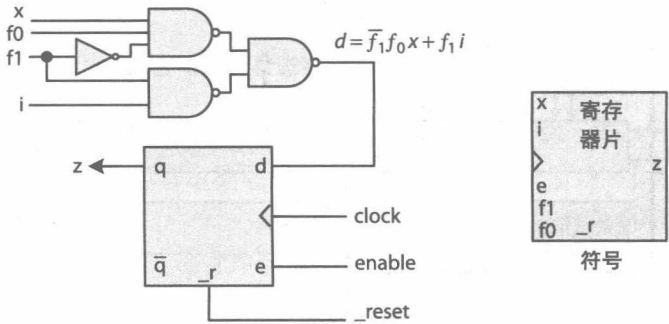 x
f0
f1
i
d = f̅₁f₀x + f₁i
z
q
d
clock
q̅
_r
e
enable
_reset
x
寄存
i
器片
z
e
f1
f0
_r
符号